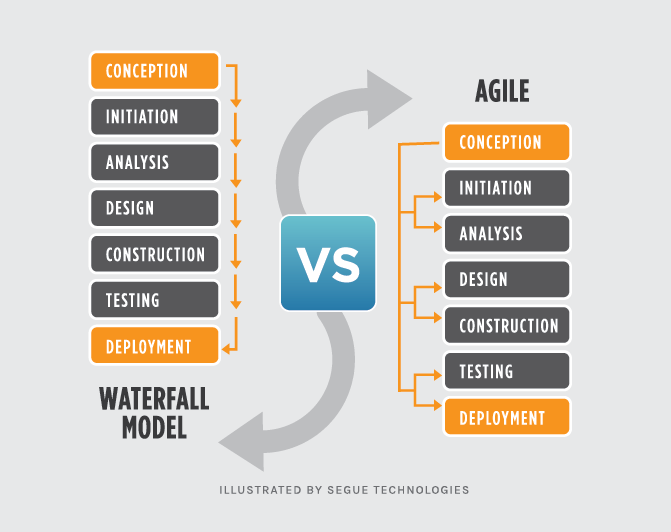 CONCEPTION
INITIATION
ANALYSIS
DESIGN
CONSTRUCTION
TESTING
DEPLOYMENT
WATERFALL
MODEL
VS
AGILE
CONCEPTION
INITIATION
ANALYSIS
DESIGN
CONSTRUCTION
TESTING
DEPLOYMENT
ILLUSTRATED BY SEGUE TECHNOLOGIES